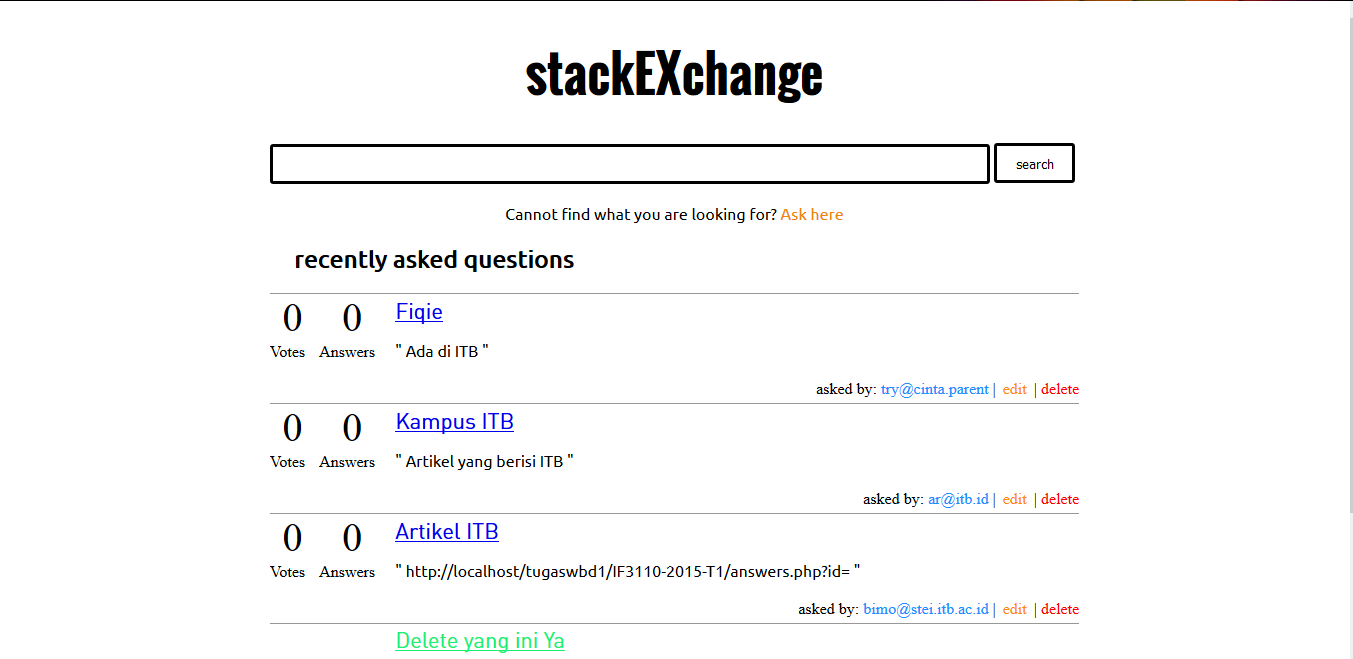 stackEXchange
search
Cannot find what you are looking for? Ask here
recently asked questions
0 0 Fiqie
Votes Answers " Ada di ITB "
asked by: try@cinta.parent | edit | delete
0 0 Kampus ITB
Votes Answers " Artikel yang berisi ITB "
asked by: ar@itb.id | edit | delete
0 0 Artikel ITB
Votes Answers " http://localhost/tugaswbd1/IF3110-2015-T1/answers.php?id= "
asked by: bimo@stei.itb.ac.id | edit | delete
Delete yang ini Ya